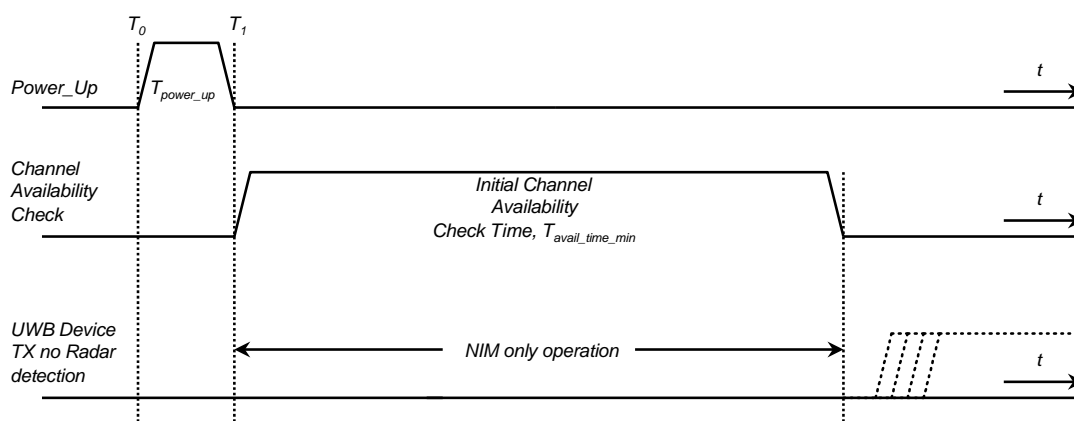 T0 T1
Power_Up
Tpower_up
t
Channel
Availability
Check
Initial Channel
Availability
Check Time, Tavail_time_min
t
UWB Device
TX no Radar
detection
NIM only operation
t